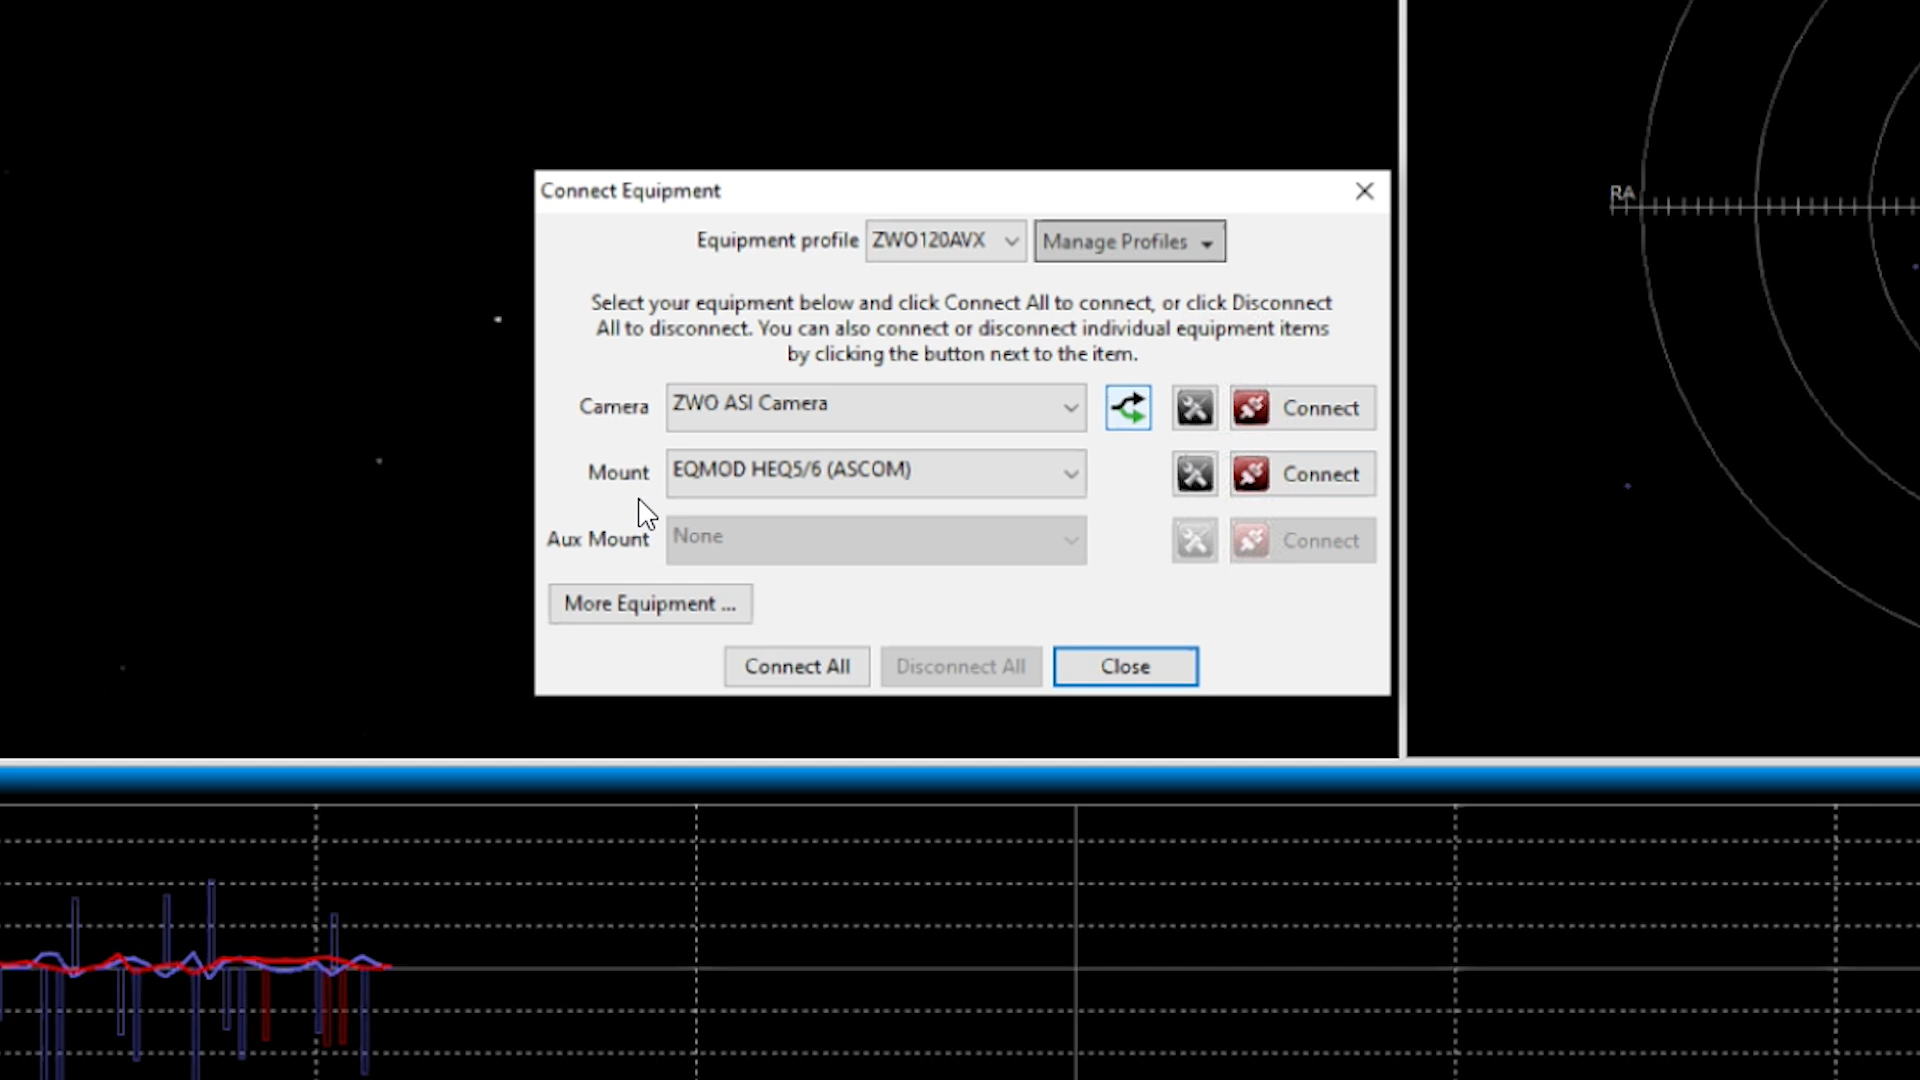 Connect Equipment
Equipment profile ZWO120AVX Manage Profiles
Select your equipment below and click Connect All to connect, or click Disconnect
All to disconnect. You can also connect or disconnect individual equipment items
by clicking the button next to the item.
Camera ZWO ASI Camera Connect
Mount EQMOD HEQ5/6 (ASCOM) Connect
Aux Mount None Connect
More Equipment ...
Connect All Disconnect All Close
RA